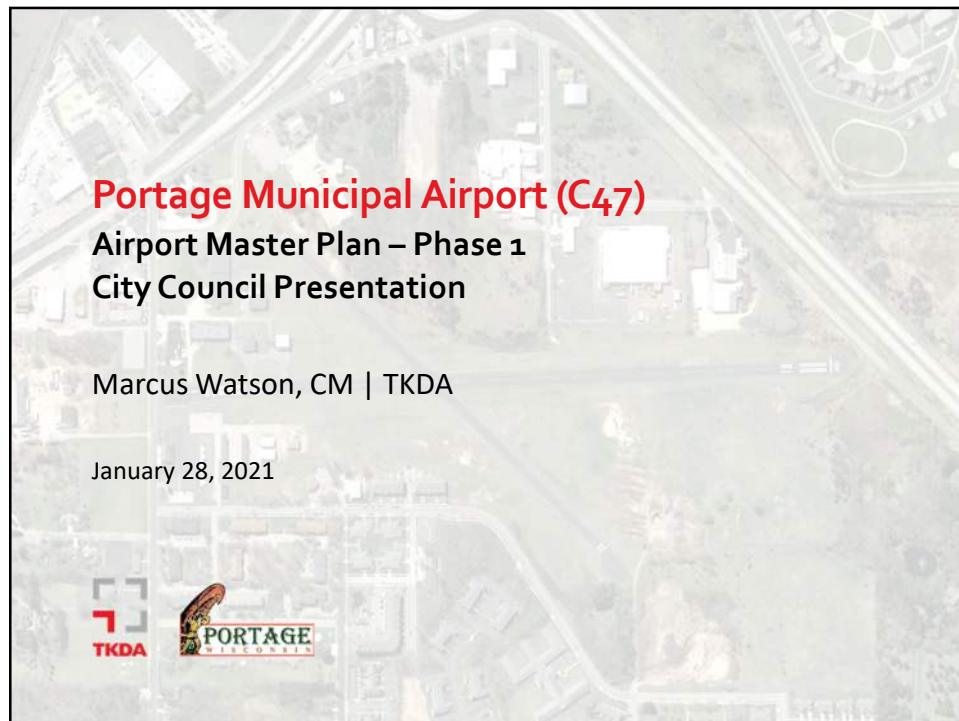 Portage Municipal Airport (C47)
Airport Master Plan – Phase 1
City Council Presentation
Marcus Watson, CM | TKDA
January 28, 2021
TKDA
PORTAGE
WISCONSIN